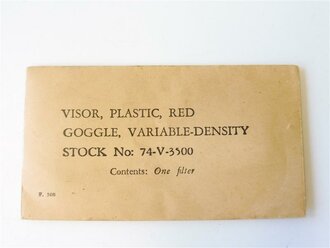 VISOR, PLASTIC, RED
GOGGLE, VARIABLE-DENSITY
STOCK No: 74-V-3500
Contents: One filter